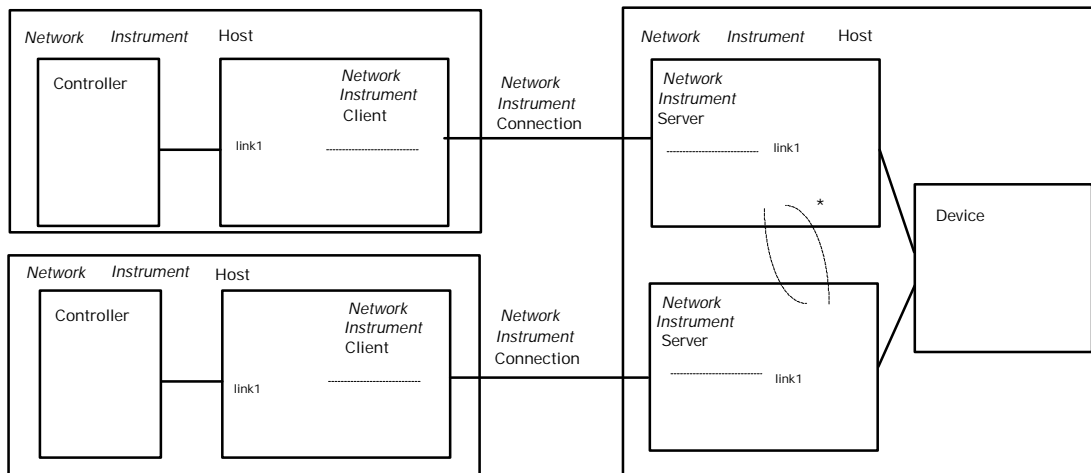 Network Instrument Host
Controller
Network
Instrument
Client
link1
Network
Instrument
Connection
Network Instrument Host
Network
Instrument
Server
link1
*
Device
Network Instrument Host
Controller
Network
Instrument
Client
link1
Network
Instrument
Connection
Network
Instrument
Server
link1